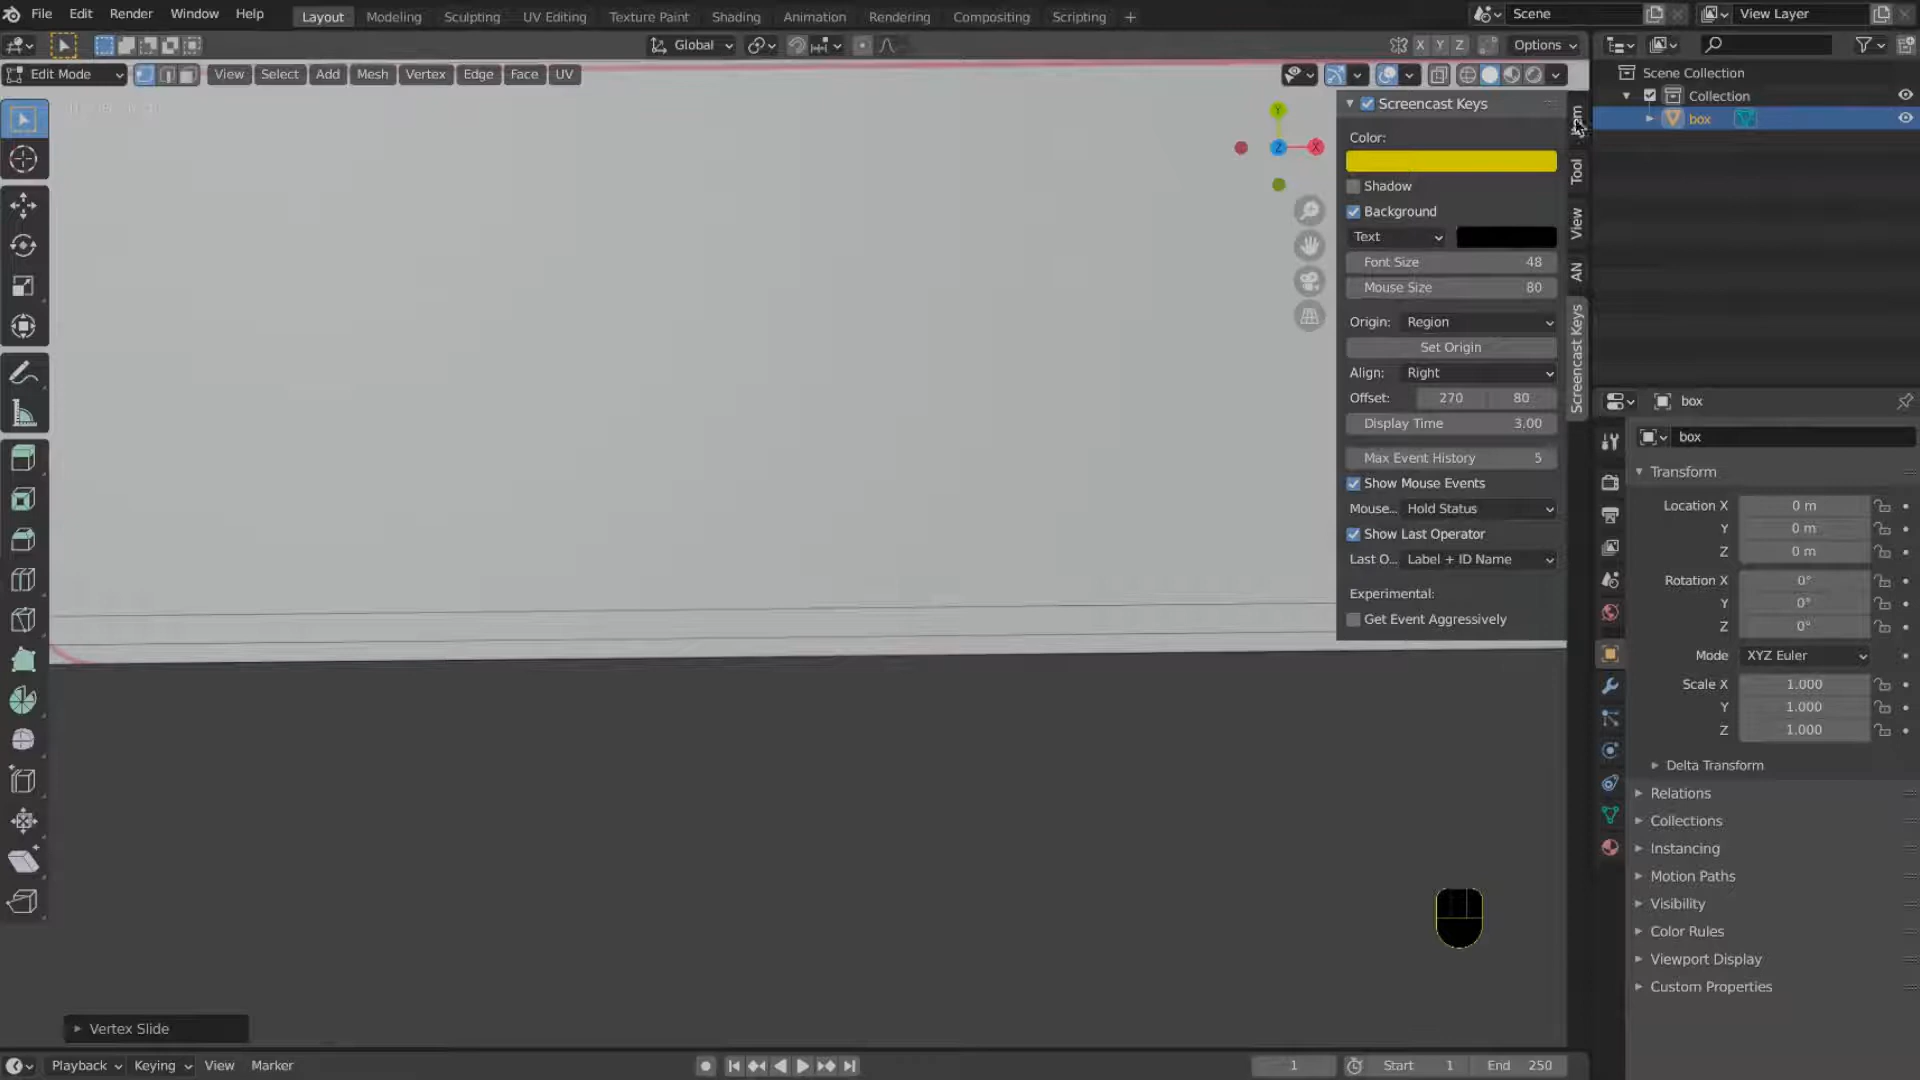 File Edit Render Window Help Layout Modeling Sculpting UV Editing Texture Paint Shading Animation Rendering Compositing Scripting + Scene View Layer
Global X Y Z Options
Edit Mode View Select Add Mesh Vertex Edge Face UV
Scene Collection
Collection
box
Screencast Keys
Color:
Shadow
Background
Text
Font Size 48
Mouse Size 80
Origin: Region
Set Origin
Align: Right
Offset: 270 80
Display Time 3.00
Max Event History 5
Show Mouse Events
Mouse... Hold Status
Show Last Operator
Last O... Label + ID Name
Experimental:
Get Event Aggressively
Y
Z X
Tool
View
AN
Screencast Keys
box
box
Transform
Location X 0 m
Y 0 m
Z 0 m
Rotation X 0°
Y 0°
Z 0°
Mode XYZ Euler
Scale X 1.000
Y 1.000
Z 1.000
Delta Transform
Relations
Collections
Instancing
Motion Paths
Visibility
Color Rules
Viewport Display
Custom Properties
Vertex Slide
Playback Keying View Marker 1 Start 1 End 250